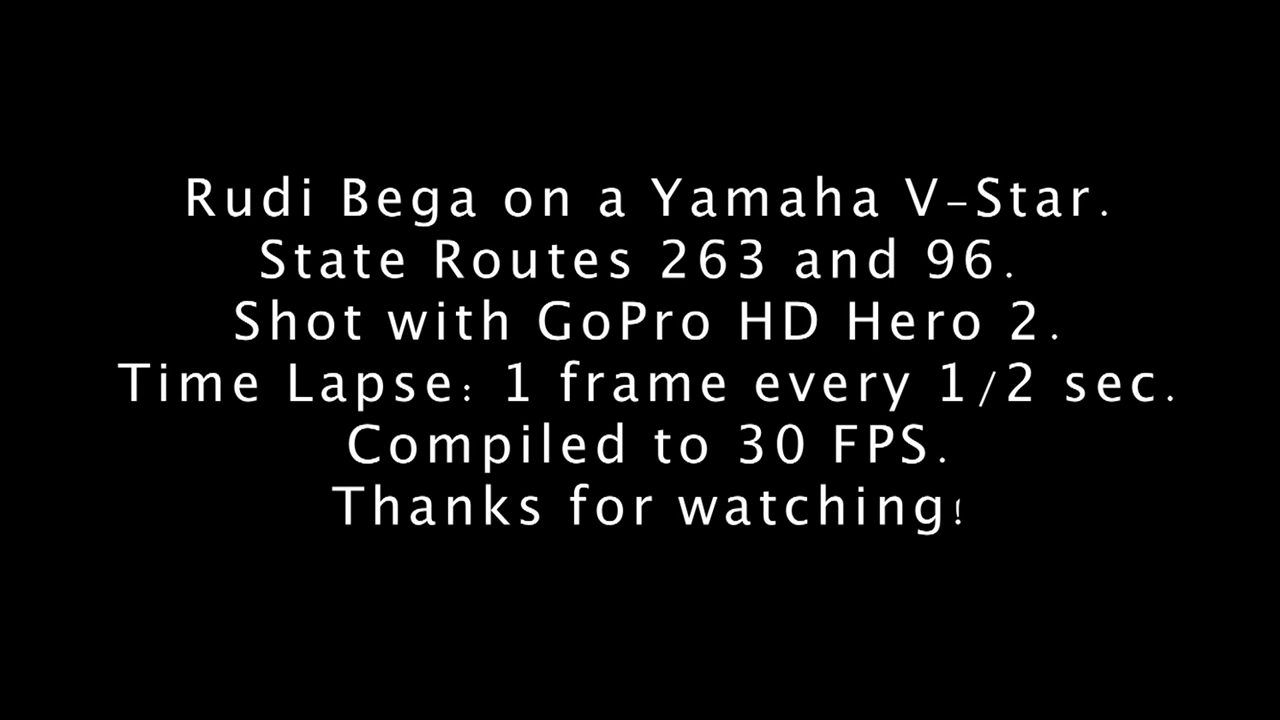 Rudi Bega on a Yamaha V-Star.
State Routes 263 and 96.
Shot with GoPro HD Hero 2.
Time Lapse: 1 frame every 1/2 sec.
Compiled to 30 FPS.
Thanks for watching!